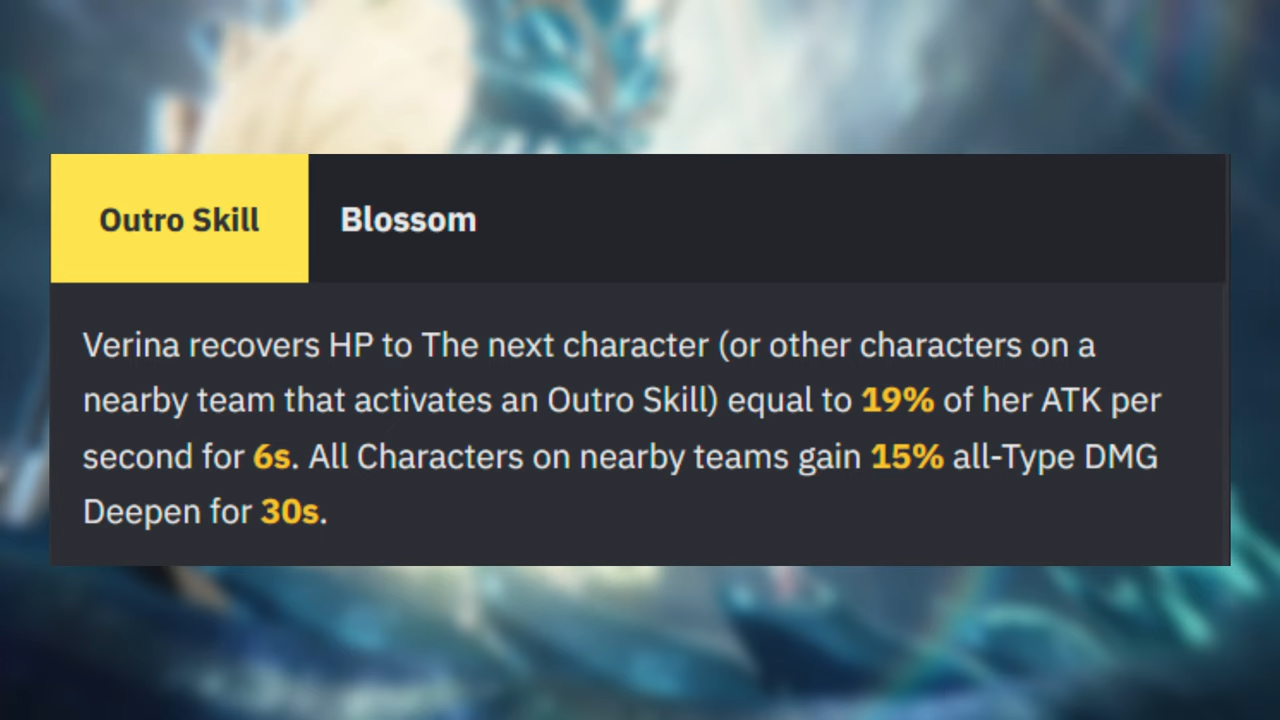 Outro Skill
Blossom
Verina recovers HP to The next character (or other characters on a
nearby team that activates an Outro Skill) equal to 19% of her ATK per
second for 6s. All Characters on nearby teams gain 15% all-Type DMG
Deepen for 30s.